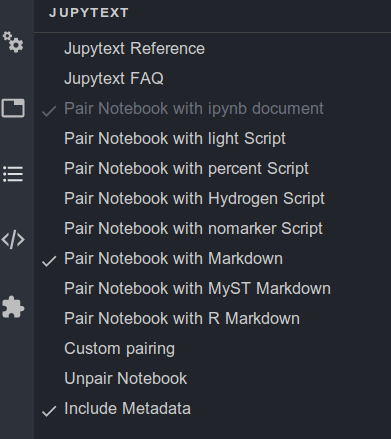 JUPYTEXT
Jupytext Reference
Jupytext FAQ
Pair Notebook with ipynb document
Pair Notebook with light Script
Pair Notebook with percent Script
Pair Notebook with Hydrogen Script
Pair Notebook with nomarker Script
Pair Notebook with Markdown
Pair Notebook with MyST Markdown
Pair Notebook with R Markdown
Custom pairing
Unpair Notebook
Include Metadata